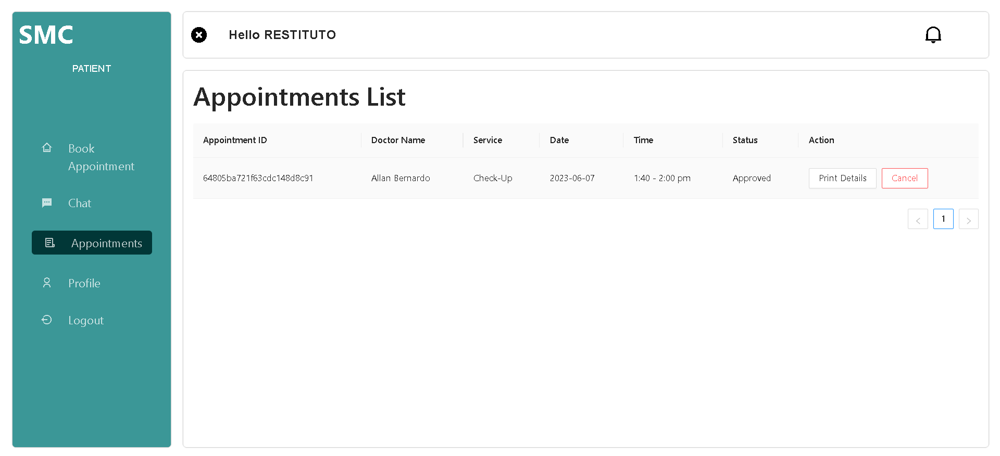 SMC
PATIENT
Book
Appointment
Chat
Appointments
Profile
Logout
Hello RESTITUTO
Appointments List
Appointment ID Doctor Name Service Date Time Status Action
64805ba721f63cdc148d8c91 Allan Bernardo Check-Up 2023-06-07 1:40 - 2:00 pm Approved Print Details Cancel
< 1 >